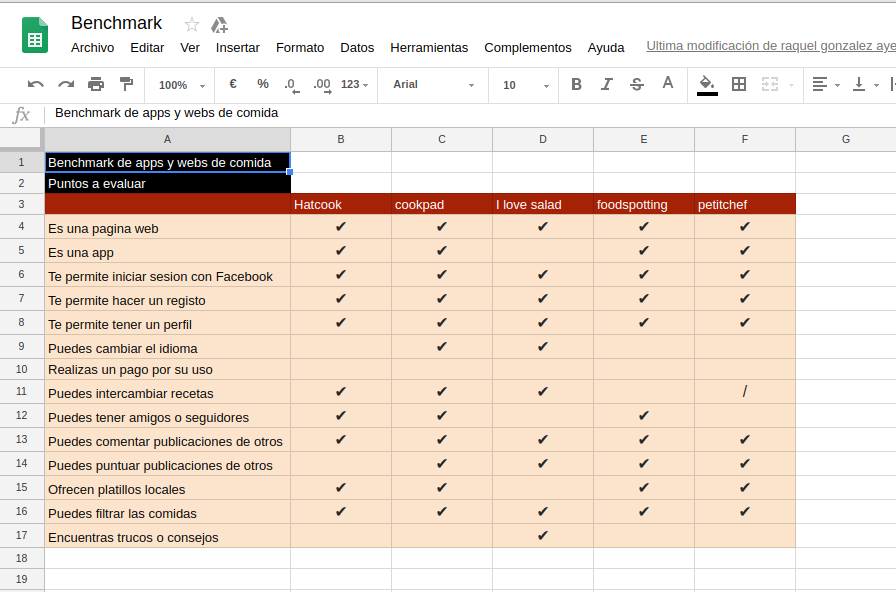 Benchmark
Archivo Editar Ver Insertar Formato Datos Herramientas Complementos Ayuda Ultima modificación de raquel gonzalez aye
100% € % .0 .00 123 Arial 10 B I S A
fx Benchmark de apps y webs de comida
A B C D E F G
1 Benchmark de apps y webs de comida
2 Puntos a evaluar
3 Hatcook cookpad I love salad foodspotting petitchef
4 Es una pagina web ✔ ✔ ✔ ✔ ✔
5 Es una app ✔ ✔ ✔ ✔
6 Te permite iniciar sesion con Facebook ✔ ✔ ✔ ✔ ✔
7 Te permite hacer un registo ✔ ✔ ✔ ✔ ✔
8 Te permite tener un perfil ✔ ✔ ✔ ✔ ✔
9 Puedes cambiar el idioma ✔ ✔
10 Realizas un pago por su uso
11 Puedes intercambiar recetas ✔ ✔ ✔ /
12 Puedes tener amigos o seguidores ✔ ✔ ✔
13 Puedes comentar publicaciones de otros ✔ ✔ ✔ ✔ ✔
14 Puedes puntuar publicaciones de otros ✔ ✔ ✔ ✔
15 Ofrecen platillos locales ✔ ✔ ✔ ✔
16 Puedes filtrar las comidas ✔ ✔ ✔ ✔ ✔
17 Encuentras trucos o consejos ✔
18
19